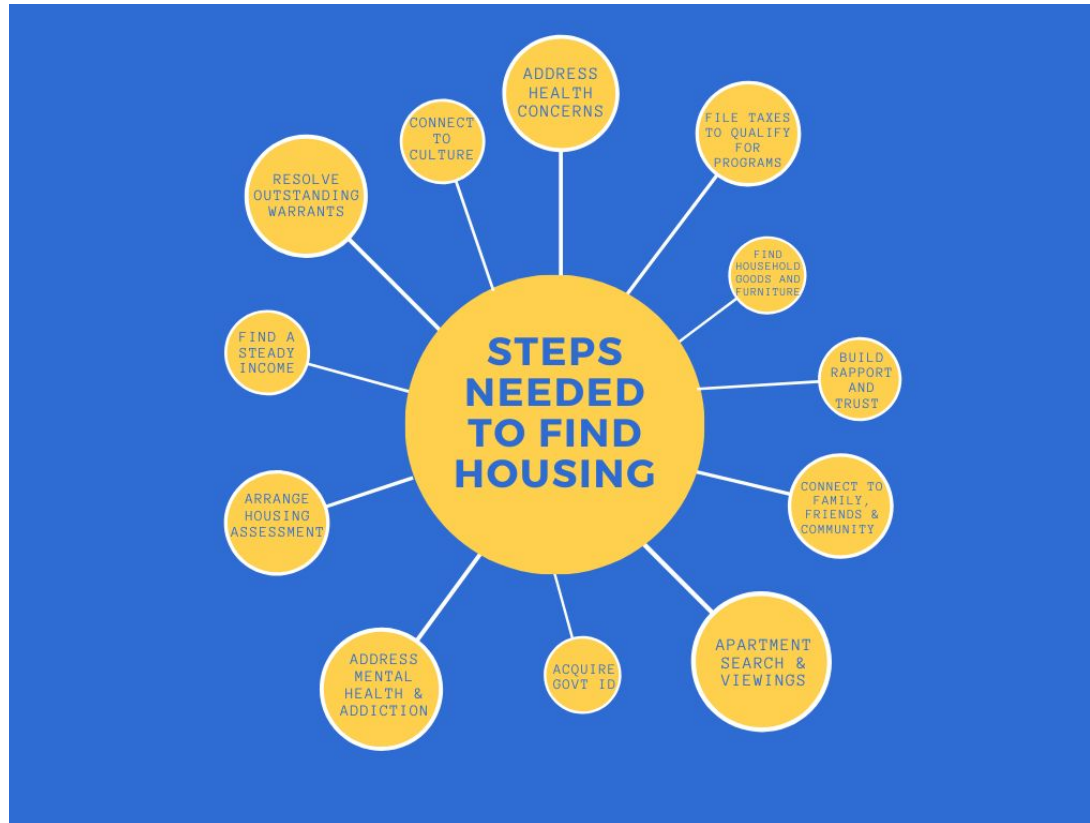 STEPS
NEEDED
TO FIND
HOUSING
ADDRESS
HEALTH
CONCERNS
FILE TAXES
TO QUALIFY
FOR
PROGRAMS
FIND
HOUSEHOLD
GOODS AND
FURNITURE
BUILD
RAPPORT
AND
TRUST
CONNECT TO
FAMILY,
FRIENDS &
COMMUNITY
APARTMENT
SEARCH &
VIEWINGS
ACQUIRE
GOVT ID
ADDRESS
MENTAL
HEALTH &
ADDICTION
ARRANGE
HOUSING
ASSESSMENT
FIND A
STEADY
INCOME
RESOLVE
OUTSTANDING
WARRANTS
CONNECT
TO
CULTURE